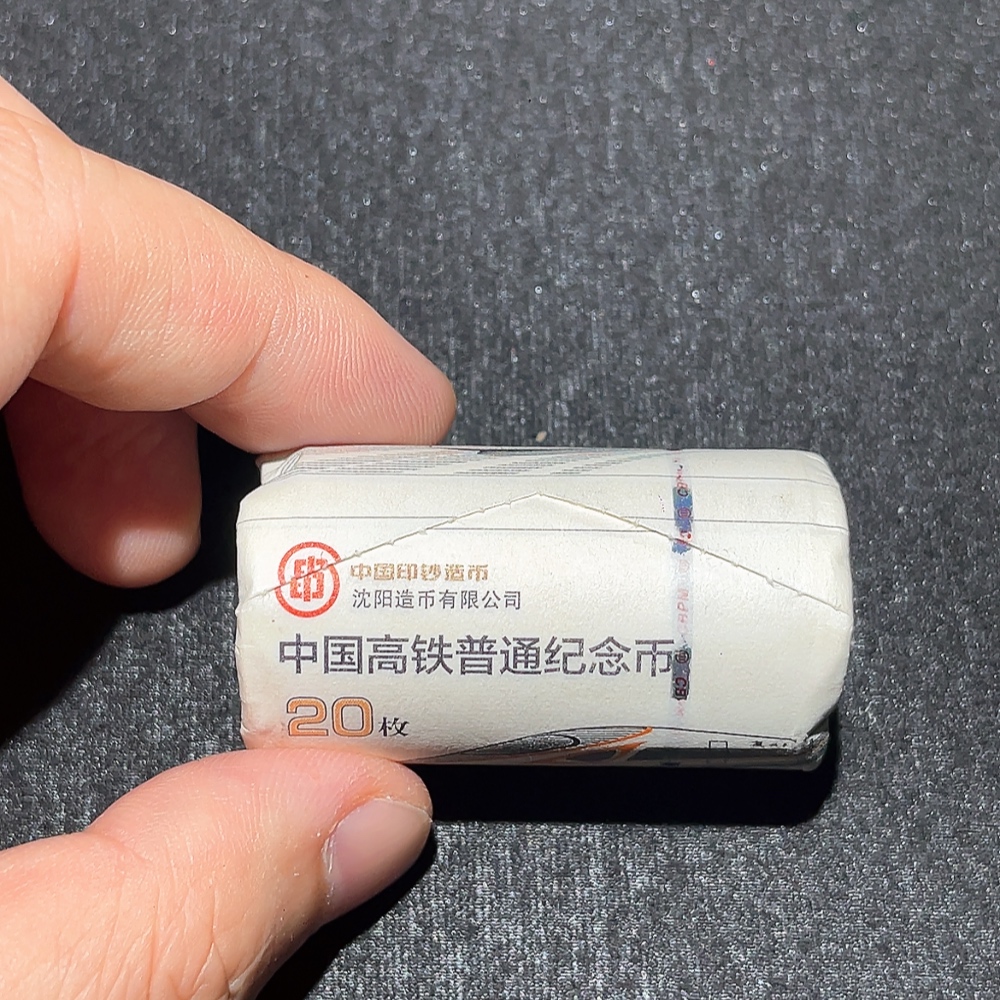 中国印钞造币
沈阳造币有限公司
中国高铁普通纪念币
20枚